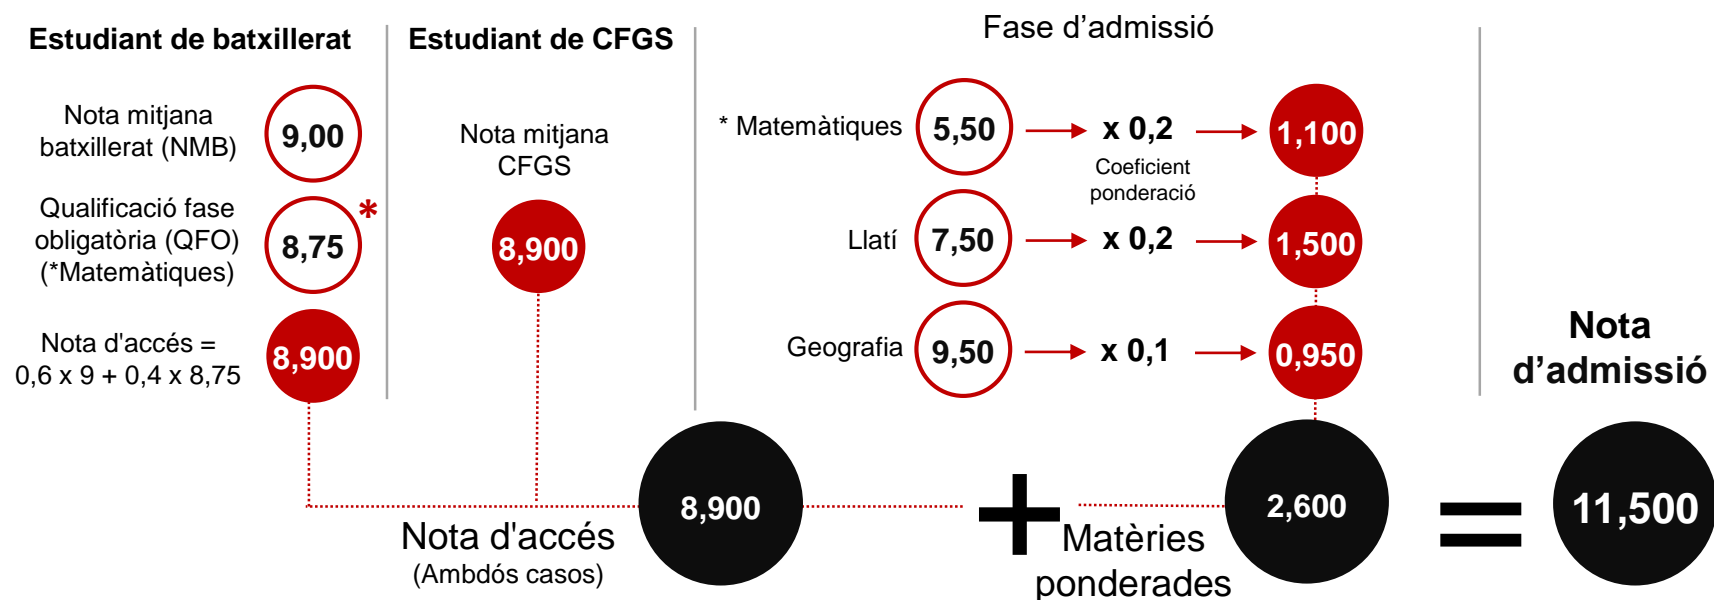 Estudiant de batxillerat
Nota mitjana
batxillerat (NMB)
9,00
Qualificació fase
obligatòria (QFO)
(*Matemàtiques)
8,75
*
Nota d'accés =
0,6 x 9 + 0,4 x 8,75
8,900
Estudiant de CFGS
Nota mitjana
CFGS
8,900
Fase d’admissió
* Matemàtiques
5,50
x 0,2
1,100
Coeficient
ponderació
Llatí
7,50
x 0,2
1,500
Geografia
9,50
x 0,1
0,950
Nota d'accés
(Ambdós casos)
8,900
+
Matèries
ponderades
2,600
=
Nota
d’admissió
11,500